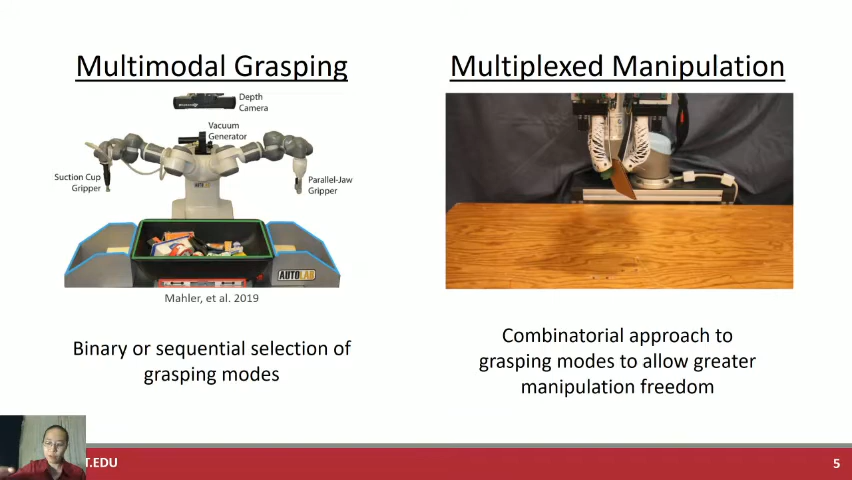 Multimodal Grasping
Depth
Camera
Vacuum
Generator
Suction Cup
Gripper
Parallel-Jaw
Gripper
AUTOLAB
Mahler, et al. 2019
Binary or sequential selection of
grasping modes
Multiplexed Manipulation
Combinatorial approach to
grasping modes to allow greater
manipulation freedom
T.EDU
5